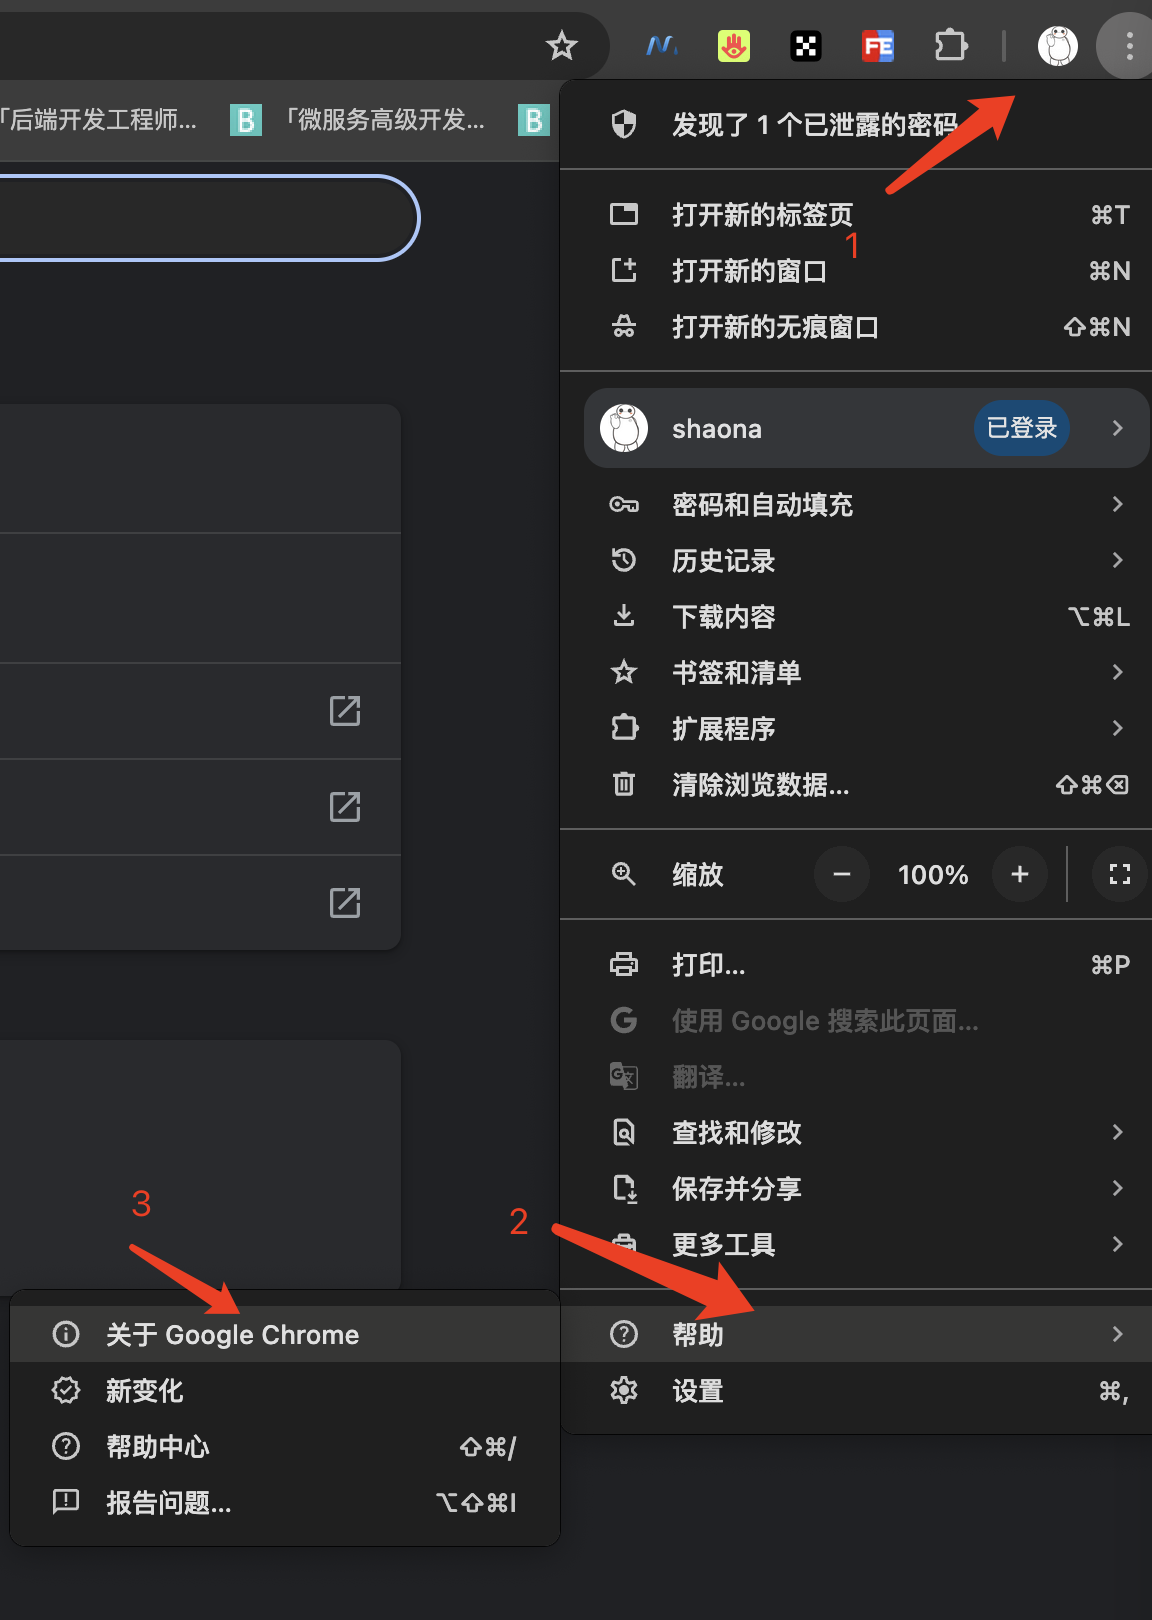 「后端开发工程师...
B
「微服务高级开发...
B
FE
发现了 1 个已泄露的密码
1
打开新的标签页 ⌘T
打开新的窗口 ⌘N
打开新的无痕窗口 ⇧⌘N
shaona 已登录
密码和自动填充
历史记录
下载内容 ⌥⌘L
书签和清单
扩展程序
清除浏览数据... ⇧⌘⌫
缩放 − 100% +
打印... ⌘P
使用 Google 搜索此页面...
翻译...
查找和修改
保存并分享
更多工具
2
帮助
设置 ⌘,
3
关于 Google Chrome
新变化
帮助中心 ⇧⌘/
报告问题... ⌥⇧⌘I